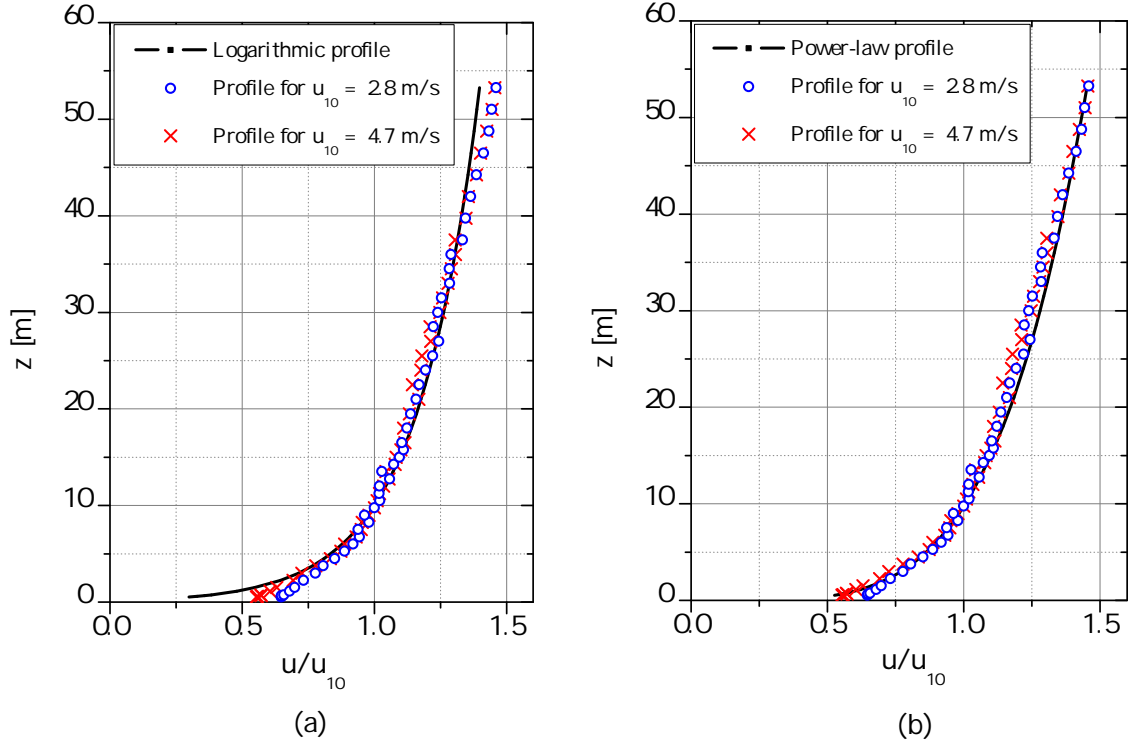 60
50
40
30
20
10
0
z [m]
Logarithmic profile
Profile for u10 = 2.8 m/s
Profile for u10 = 4.7 m/s
0.0 0.5 1.0 1.5
u/u10
(a)
60
50
40
30
20
10
0
z [m]
Power-law profile
Profile for u10 = 2.8 m/s
Profile for u10 = 4.7 m/s
0.0 0.5 1.0 1.5
u/u10
(b)